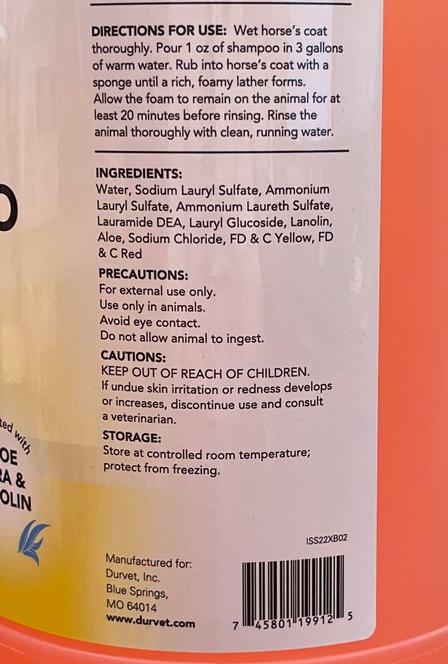 DIRECTIONS FOR USE: Wet horse's coat
thoroughly. Pour 1 oz of shampoo in 3 gallons
of warm water. Rub into horse's coat with a
sponge until a rich, foamy lather forms.
Allow the foam to remain on the animal for at
least 20 minutes before rinsing. Rinse the
animal thoroughly with clean, running water.
INGREDIENTS:
Water, Sodium Lauryl Sulfate, Ammonium
Lauryl Sulfate, Ammonium Laureth Sulfate,
Lauramide DEA, Lauryl Glucoside, Lanolin,
Aloe, Sodium Chloride, FD & C Yellow, FD
& C Red
PRECAUTIONS:
For external use only.
Use only in animals.
Avoid eye contact.
Do not allow animal to ingest.
CAUTIONS:
KEEP OUT OF REACH OF CHILDREN.
If undue skin irritation or redness develops
or increases, discontinue use and consult
a veterinarian.
STORAGE:
Store at controlled room temperature;
protect from freezing.
O
ted with
OE
RA &
OLIN
ISS22XB02
Manufactured for:
Durvet, Inc.
Blue Springs,
MO 64014
www.durvet.com
7 45801 19912 5